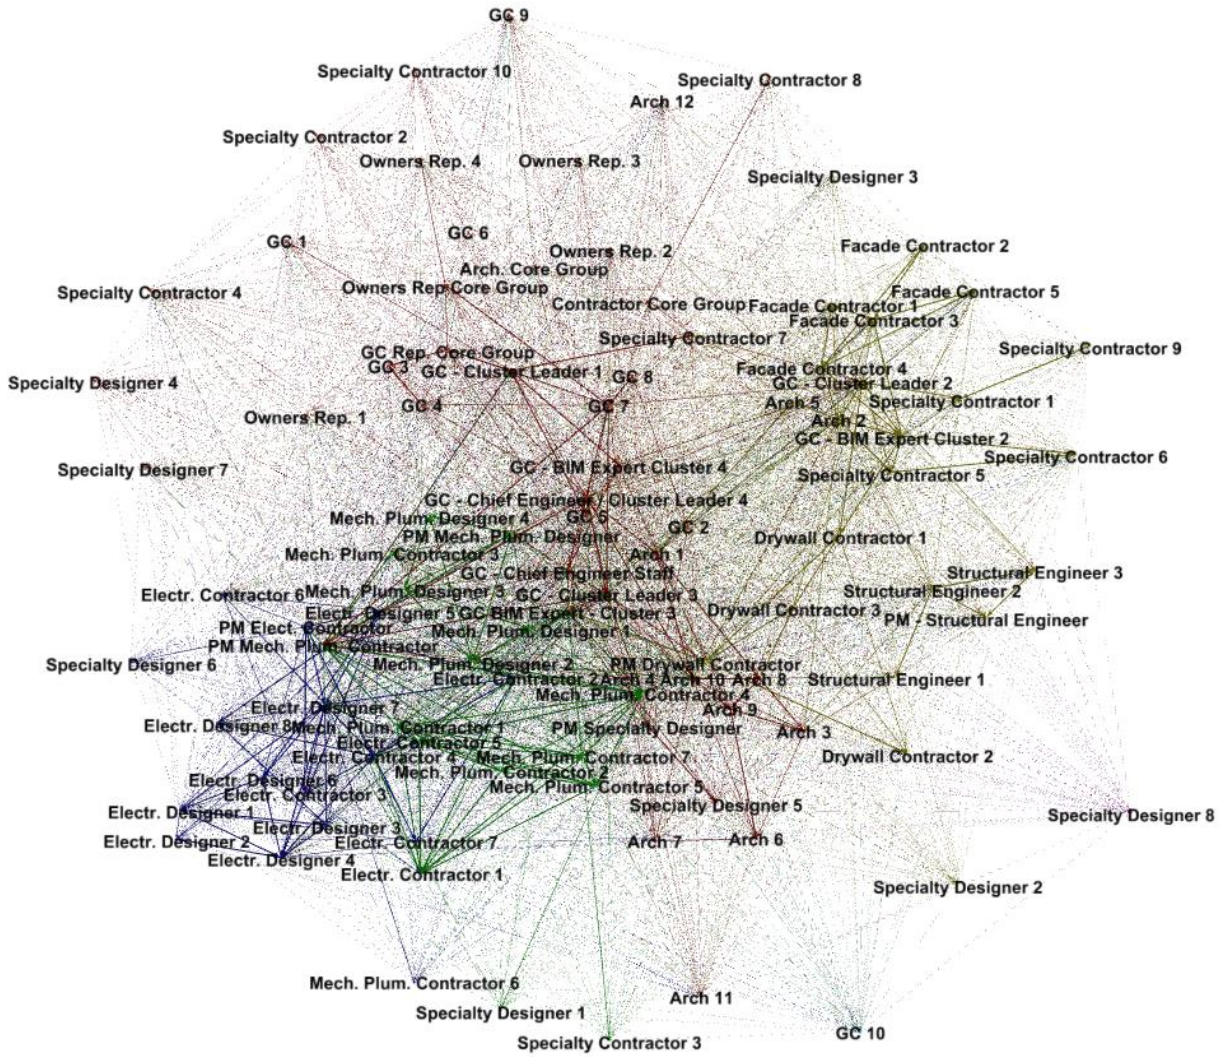 GC 9
Specialty Contractor 10
Specialty Contractor 8
Arch 12
Specialty Contractor 2
Owners Rep. 4
Owners Rep. 3
Specialty Designer 3
GC 6
GC 1
Facade Contractor 2
Owners Rep. 2
Arch. Core Group
Owners Rep Core Group
Specialty Contractor 4
Facade Contractor 5
Contractor Core Group
Facade Contractor 1
Facade Contractor 3
Specialty Contractor 7
Specialty Contractor 9
GC Rep. Core Group
GC 3
GC - Cluster Leader 1
GC 8
Facade Contractor 4
Specialty Designer 4
GC - Cluster Leader 2
GC 4
GC 7
Arch 5
Specialty Contractor 1
Owners Rep. 1
Arch 2
GC - BIM Expert Cluster 2
Specialty Contractor 6
Specialty Designer 7
GC - BIM Expert Cluster 4
Specialty Contractor 5
GC - Chief Engineer / Cluster Leader 4
Mech. Plum. Designer 4
GC 5
GC 2
PM Mech. Plum. Designer
Drywall Contractor 1
Mech. Plum. Contractor 3
Arch 1
GC - Chief Engineer Staff
Structural Engineer 3
Electr. Contractor 6
Mech. Plum. Designer 3
GC - Cluster Leader 3
Structural Engineer 2
Electr. Designer 5
GC BIM Expert - Cluster 3
Drywall Contractor 3
PM - Structural Engineer
PM Elect. Contractor
Mech. Plum. Designer 1
PM Mech. Plum. Contractor
Specialty Designer 6
Mech. Plum. Designer 2
PM Drywall Contractor
Electr. Contractor 2
Arch 4
Arch 10
Arch 8
Structural Engineer 1
Mech. Plum. Contractor 4
Electr. Designer 7
Arch 9
Electr. Designer 8
Mech. Plum. Contractor 1
PM Specialty Designer
Arch 3
Electr. Contractor 5
Electr. Contractor 4
Mech. Plum. Contractor 7
Drywall Contractor 2
Mech. Plum. Contractor 2
Electr. Designer 6
Mech. Plum. Contractor 5
Electr. Contractor 3
Specialty Designer 5
Electr. Designer 1
Specialty Designer 8
Electr. Designer 3
Electr. Designer 2
Electr. Contractor 7
Arch 7
Arch 6
Electr. Designer 4
Electr. Contractor 1
Specialty Designer 2
Mech. Plum. Contractor 6
Arch 11
Specialty Designer 1
GC 10
Specialty Contractor 3